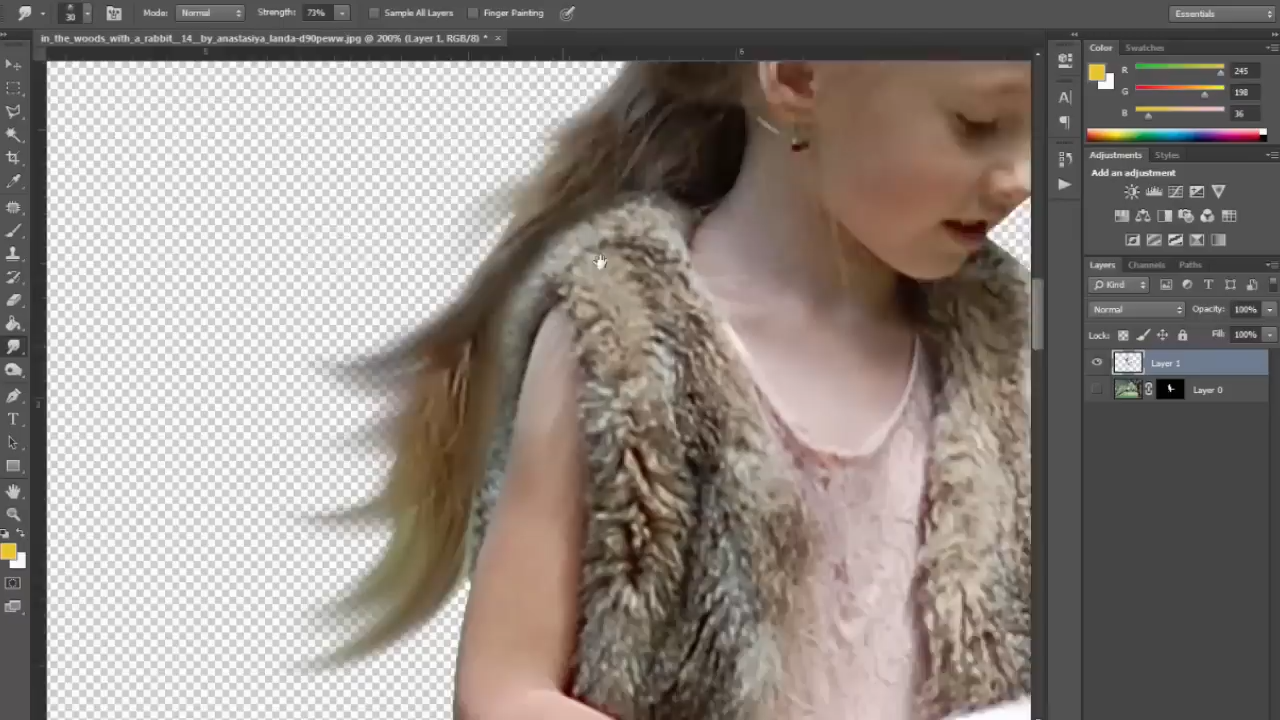 30 Mode: Normal Strength: 73% Sample All Layers Finger Painting Essentials
in_the_woods_with_a_rabbit__14__by_anastasiya_landa-d90peww.jpg @ 200% (Layer 1, RGB/8) * ×
6
Color Swatches
R 245
G 198
B 36
Adjustments Styles
Add an adjustment
Layers Channels Paths
Kind
Normal Opacity: 100%
Lock: Fill: 100%
Layer 1
Layer 0